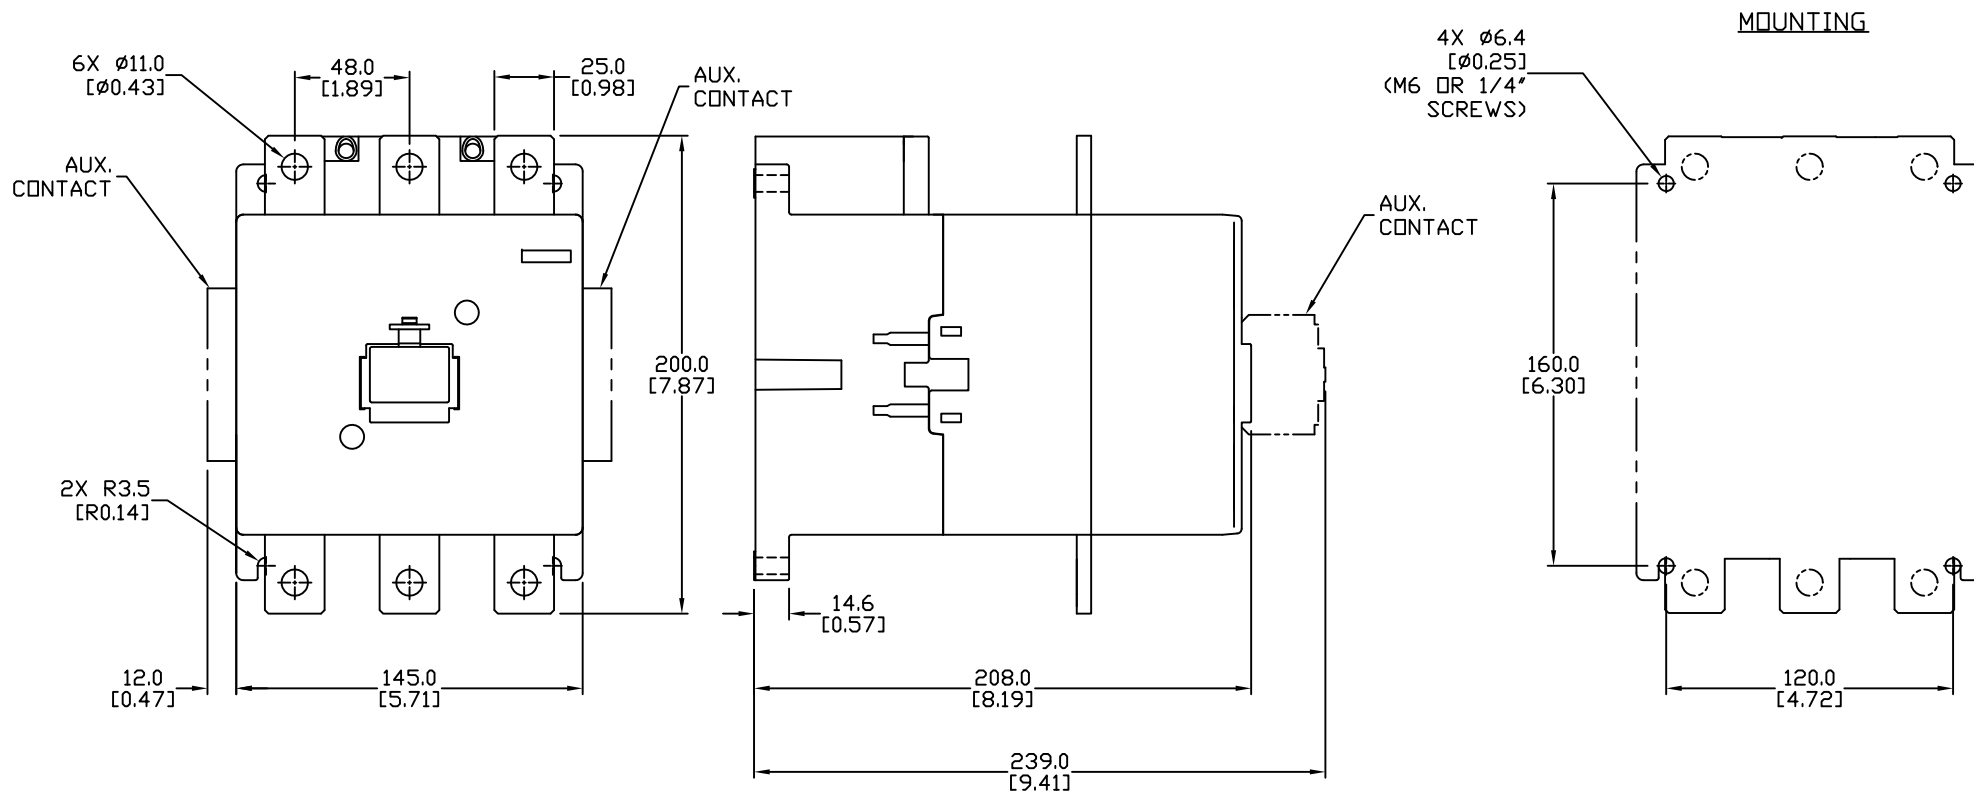 MOUNTING
6X Ø11.0
[Ø0.43]
48.0
[1.89]
25.0
[0.98]
AUX.
CONTACT
4X Ø6.4
[Ø0.25]
(M6 OR 1/4"
SCREWS)
AUX.
CONTACT
AUX.
CONTACT
200.0
[7.87]
160.0
[6.30]
2X R3.5
[R0.14]
14.6
[0.57]
12.0
[0.47]
145.0
[5.71]
208.0
[8.19]
120.0
[4.72]
239.0
[9.41]